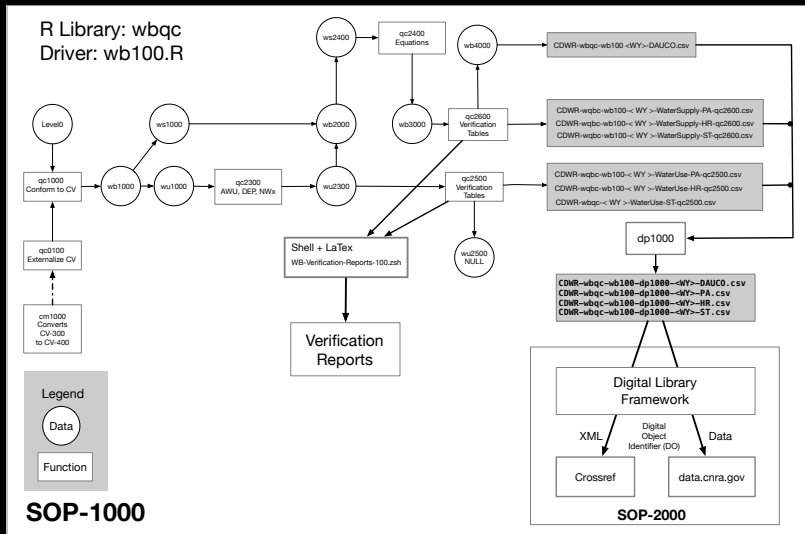 R Library: wbqc
Driver: wb100.R
Level0
qc1000
Conform to CV
qc0100
Externalize CV
cm1000
Converts
CV-300
to CV-400
wb1000
ws1000
wu1000
qc2300
AWU, DEP, NWx
ws2400
wb2000
wu2300
qc2400
Equations
wb3000
wb4000
qc2600
Verification
Tables
qc2500
Verification
Tables
wu2500
NULL
CDWR-wbqc-wb100 <WY>-DAUCO.csv
CDWR-wqbc-wb100-< WY >-WaterSupply-PA-qc2600.csv
CDWR-wbqc-wb100-< WY >-WaterSupply-HR-qc2600.csv
CDWR-wbqc-wb100-< WY >-WaterSupply-ST-qc2600.csv
CDWR-wbqc-wb100-< WY >-WaterUse-PA-qc2500.csv
CDWR-wbqc-wb100-< WY >-WaterUse-HR-qc2500.csv
CDWR-wbqc-< WY >-WaterUse-ST-qc2500.csv
Shell + LaTex
WB-Verification-Reports-100.zsh
Verification
Reports
dp1000
CDWR-wbqc-wb100-dp1000-<WY>-DAUCO.csv
CDWR-wbqc-wb100-dp1000-<WY>-PA.csv
CDWR-wbqc-wb100-dp1000-<WY>-HR.csv
CDWR-wbqc-wb100-dp1000-<WY>-ST.csv
Digital Library
Framework
XML
Digital
Object
Identifier (DO)
Data
Crossref
data.cnra.gov
SOP-2000
Legend
Data
Function
SOP-1000